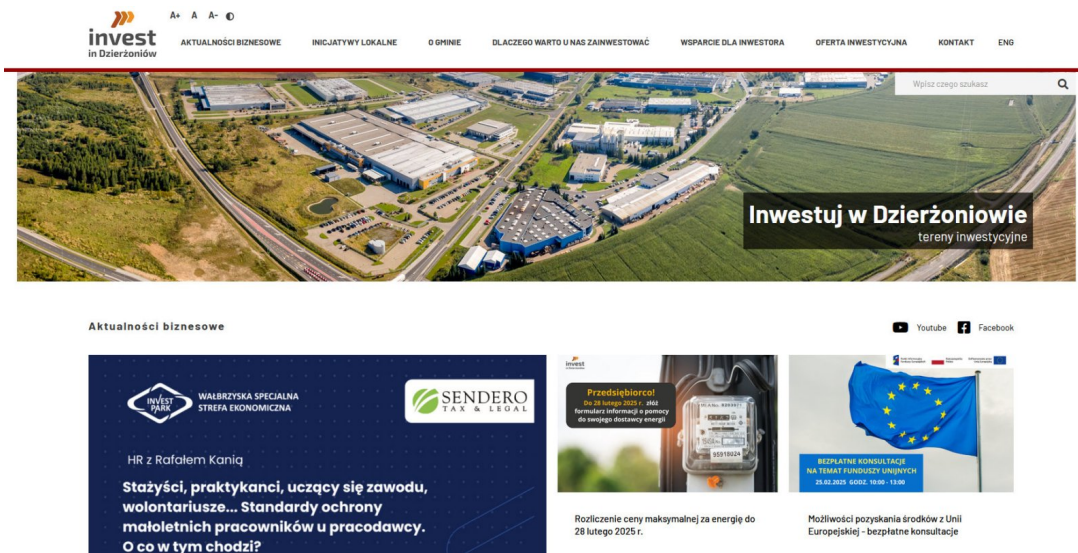 A+ A A-
invest
in Dzierżoniów
AKTUALNOŚCI BIZNESOWE INICJATYWY LOKALNE O GMINIE DLACZEGO WARTO U NAS ZAINWESTOWAĆ WSPARCIE DLA INWESTORA OFERTA INWESTYCYJNA KONTAKT ENG
Wpisz czego szukasz
Inwestuj w Dzierżoniowie
tereny inwestycyjne
Aktualności biznesowe
Youtube Facebook
INVEST
PARK
WAŁBRZYSKA SPECJALNA
STREFA EKONOMICZNA
SENDERO
TAX & LEGAL
HR z Rafałem Kanią
Stażyści, praktykanci, uczący się zawodu,
wolontariusze... Standardy ochrony
małoletnich pracowników u pracodawcy.
O co w tym chodzi?
invest
Przedsiębiorco!
Do 28 lutego 2025 r. złóż
formularz informacji o pomocy
do swojego dostawcy energii
95918024
Rozliczenie ceny maksymalnej za energię do
28 lutego 2025 r.
BEZPŁATNE KONSULTACJE
NA TEMAT FUNDUSZY UNIJNYCH
25.02.2025 GODZ. 10:00 - 13:00
Możliwości pozyskania środków z Unii
Europejskiej – bezpłatne konsultacje